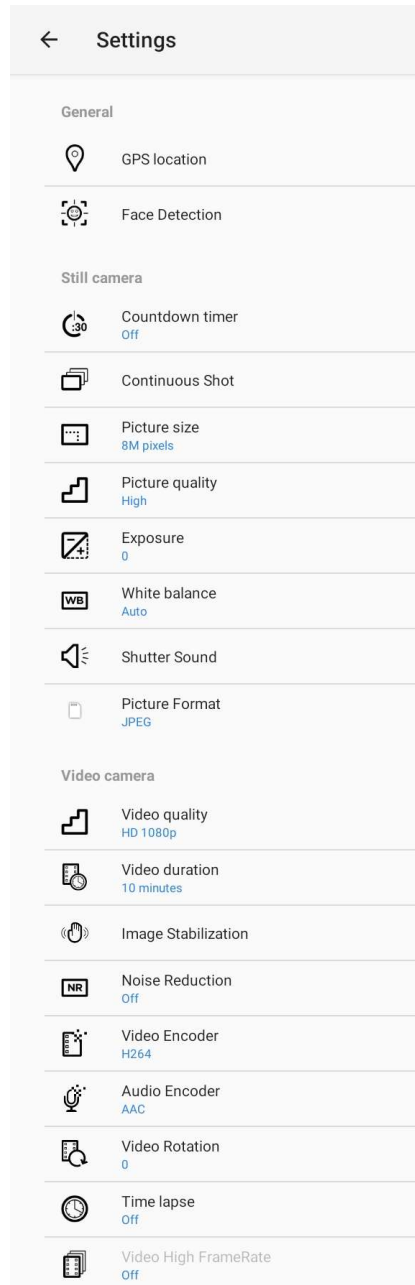 Settings
General
GPS location
Face Detection
Still camera
:30
Countdown timer
Off
Continuous Shot
Picture size
8M pixels
Picture quality
High
Exposure
0
WB
White balance
Auto
Shutter Sound
Picture Format
JPEG
Video camera
Video quality
HD 1080p
Video duration
10 minutes
Image Stabilization
NR
Noise Reduction
Off
Video Encoder
H264
Audio Encoder
AAC
Video Rotation
0
Time lapse
Off
Video High FrameRate
Off